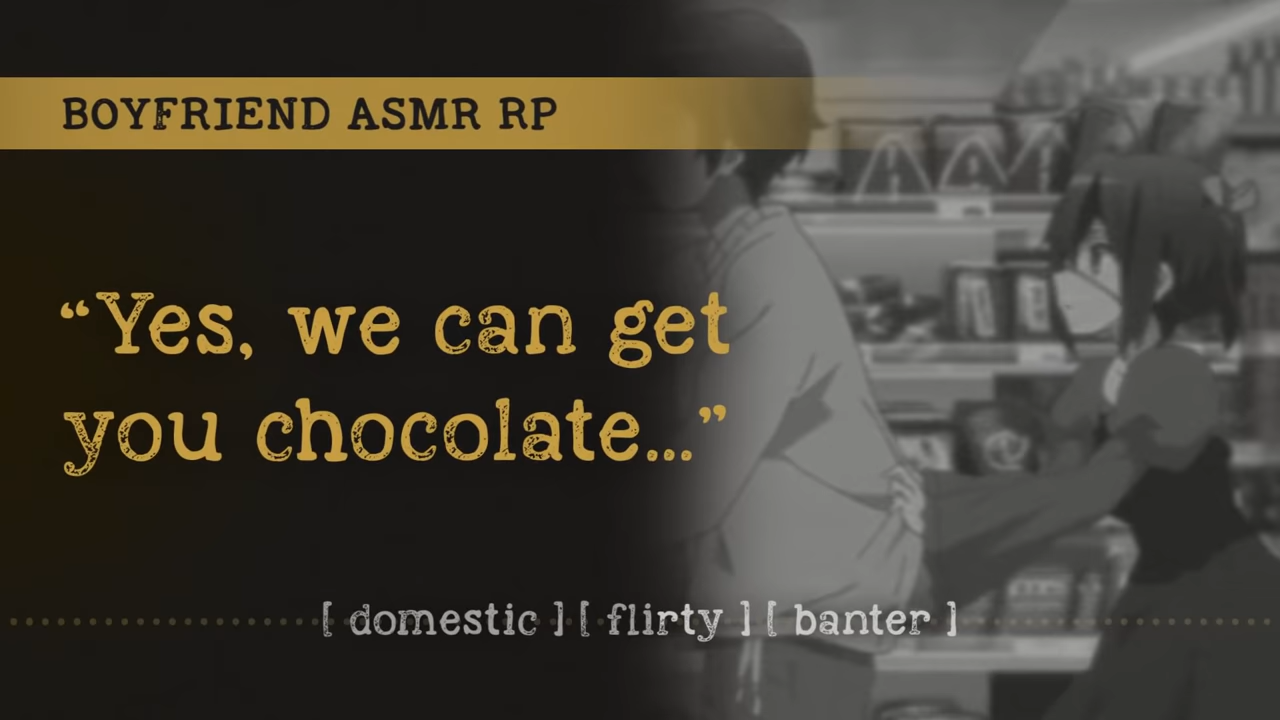 BOYFRIEND ASMR RP
“Yes, we can get
you chocolate...”
[ domestic ] [ flirty ] [ banter ]